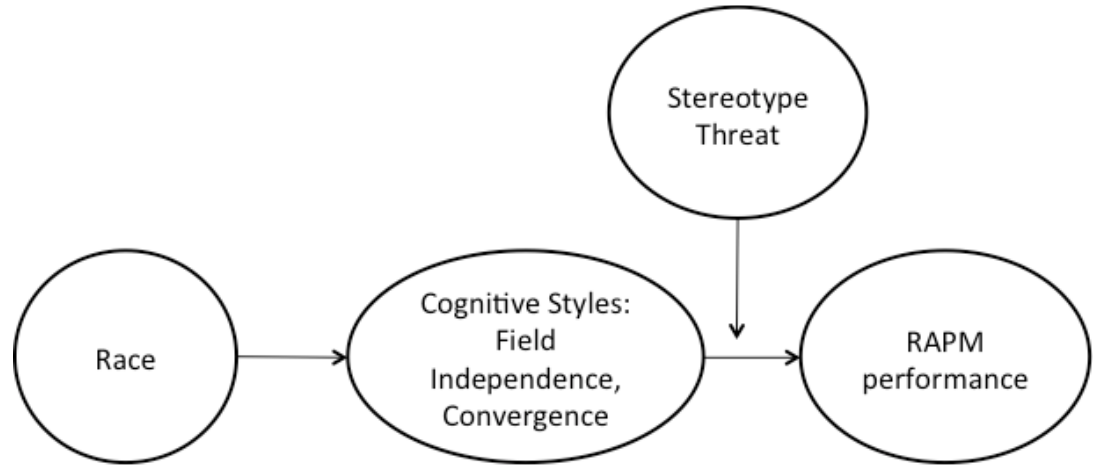 Stereotype
Threat
Race
Cognitive Styles:
Field
Independence,
Convergence
RAPM
performance